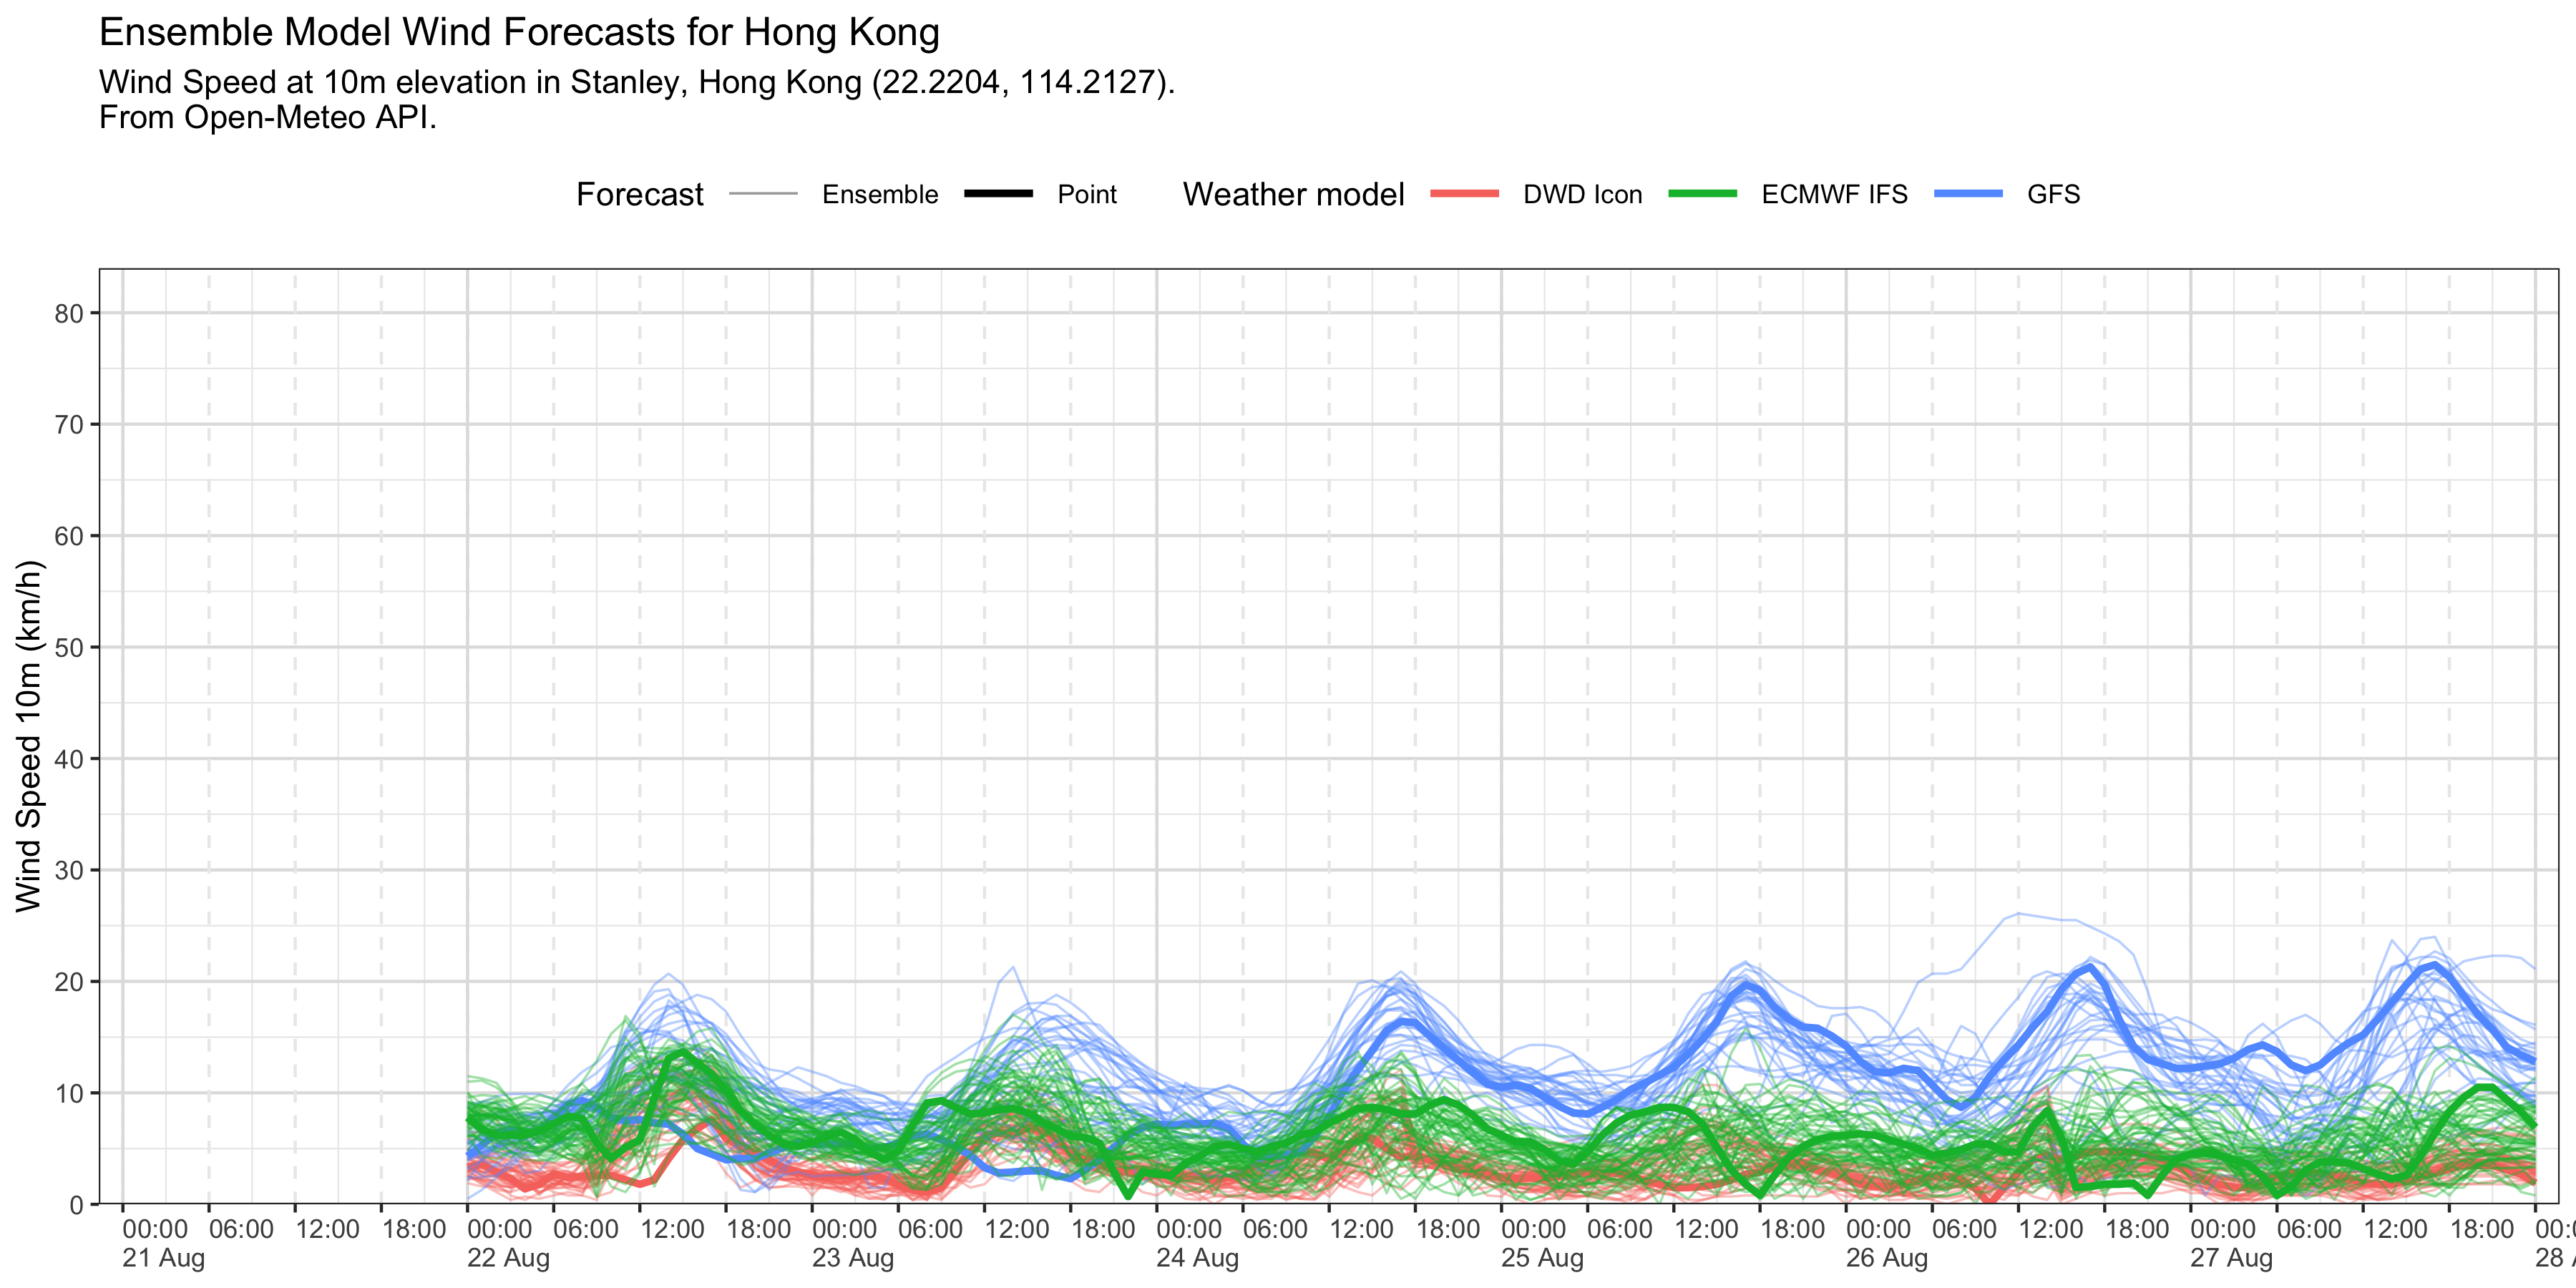 Ensemble Model Wind Forecasts for Hong Kong
Wind Speed at 10m elevation in Stanley, Hong Kong (22.2204, 114.2127).
From Open-Meteo API.
Forecast Ensemble Point Weather model DWD Icon ECMWF IFS GFS
Wind Speed 10m (km/h)
80
70
60
50
40
30
20
10
0
00:00 06:00 12:00 18:00 00:00 06:00 12:00 18:00 00:00 06:00 12:00 18:00 00:00 06:00 12:00 18:00 00:00 06:00 12:00 18:00 00:00 06:00 12:00 18:00 00:00 06:00 12:00 18:00 00:0
21 Aug 22 Aug 23 Aug 24 Aug 25 Aug 26 Aug 27 Aug 28